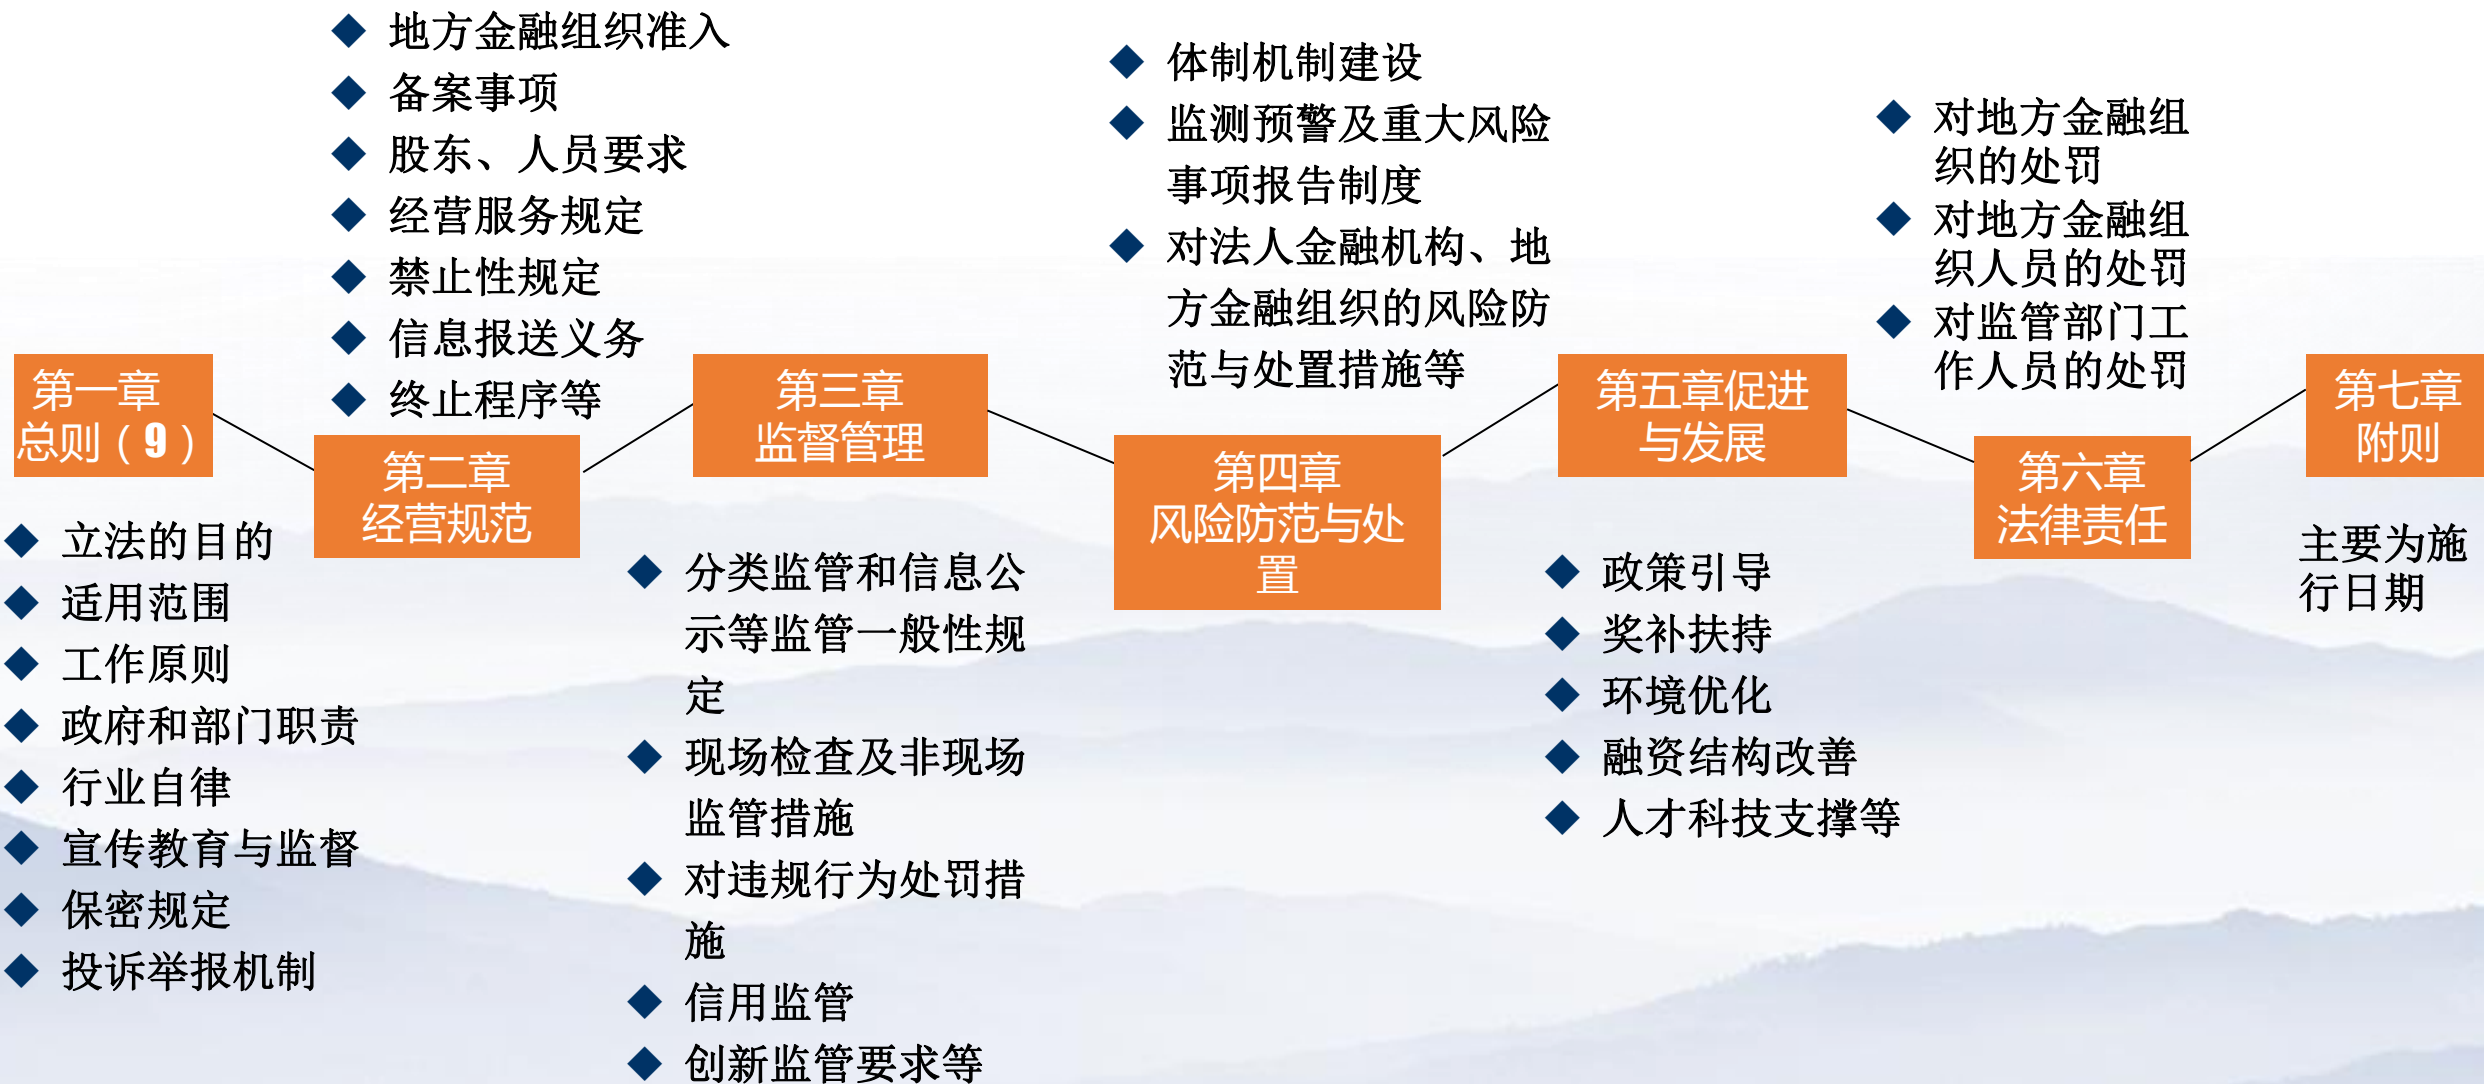 第一章
总则（9）
立法的目的
适用范围
工作原则
政府和部门职责
行业自律
宣传教育与监督
保密规定
投诉举报机制
地方金融组织准入
备案事项
股东、人员要求
经营服务规定
禁止性规定
信息报送义务
终止程序等
第二章
经营规范
第三章
监督管理
分类监管和信息公
示等监管一般性规
定
现场检查及非现场
监管措施
对违规行为处罚措
施
信用监管
创新监管要求等
体制机制建设
监测预警及重大风险
事项报告制度
对法人金融机构、地
方金融组织的风险防
范与处置措施等
第四章
风险防范与处
置
第五章促进
与发展
政策引导
奖补扶持
环境优化
融资结构改善
人才科技支撑等
对地方金融组
织的处罚
对地方金融组
织人员的处罚
对监管部门工
作人员的处罚
第六章
法律责任
第七章
附则
主要为施
行日期